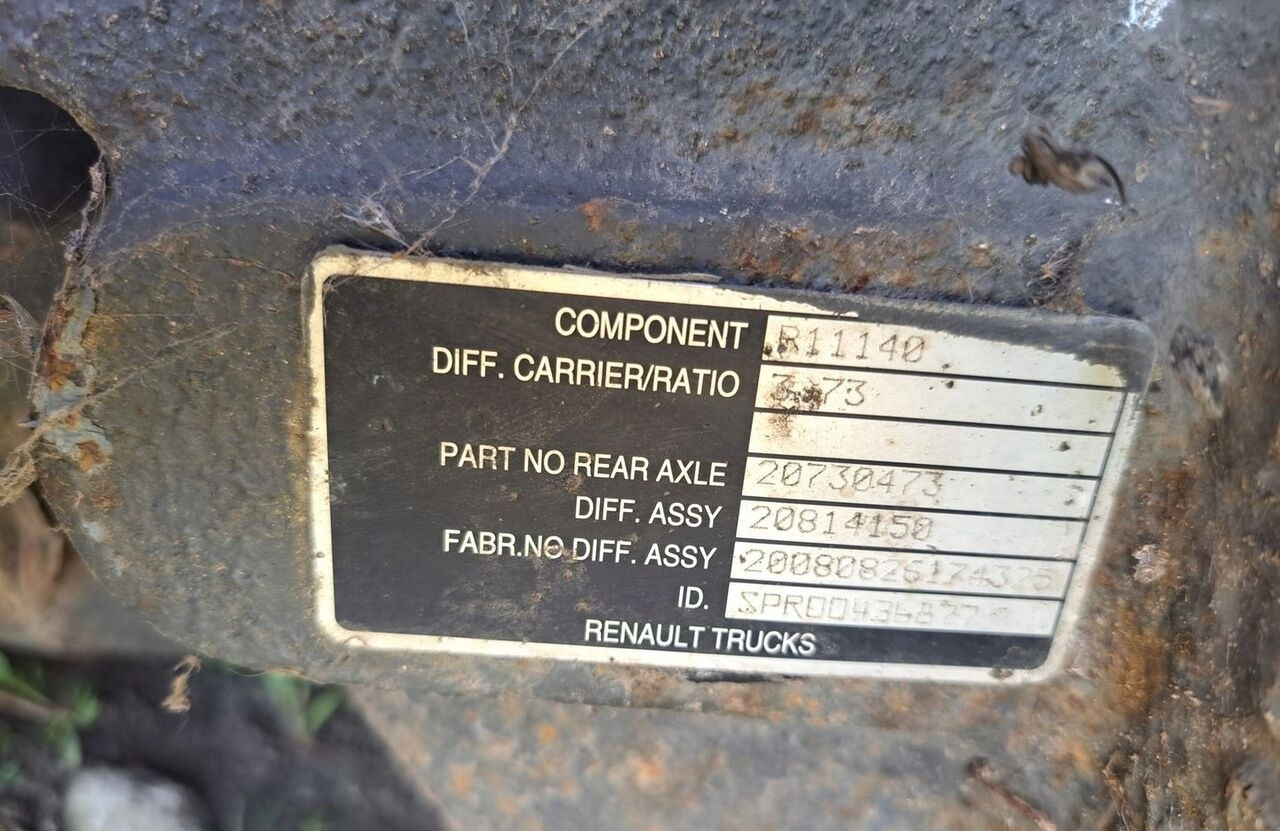 COMPONENT R11140
DIFF. CARRIER/RATIO 3.73
PART NO REAR AXLE 20730473
DIFF. ASSY 20814150
FABR.NO DIFF. ASSY 20080826174325
ID.
RENAULT TRUCKS